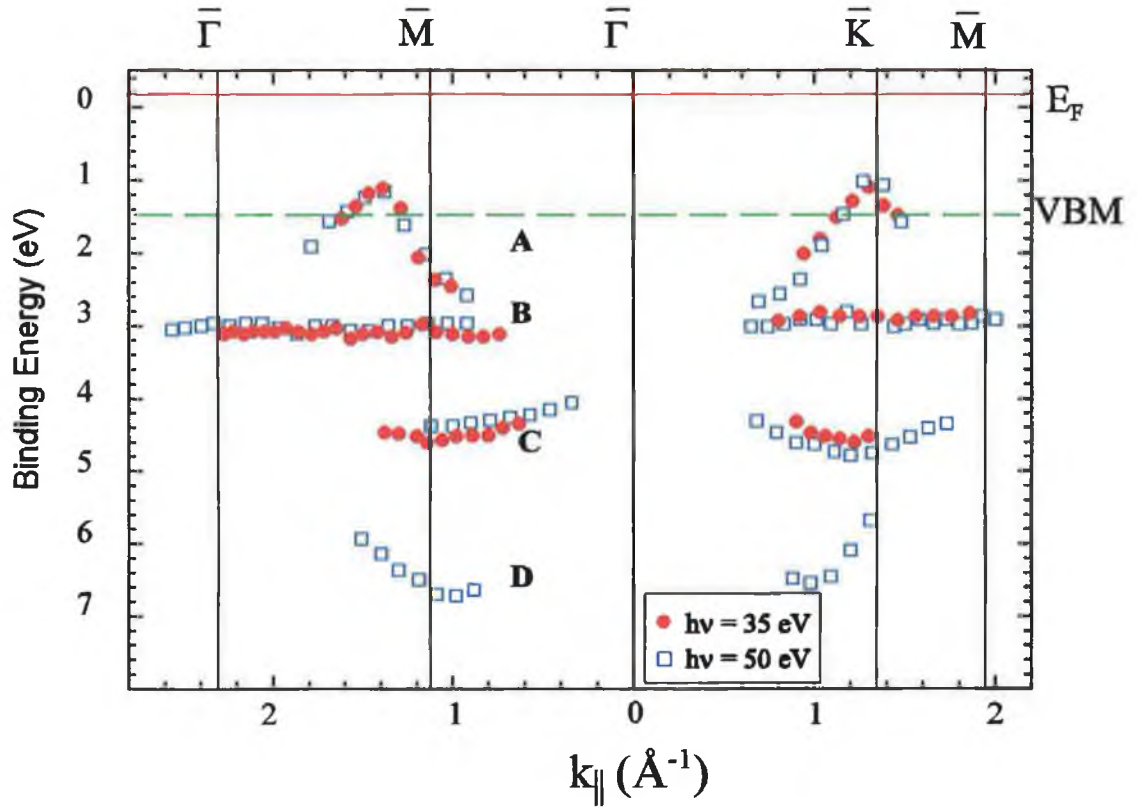 Γ̄ M̄ Γ̄ K̄ M̄
0
1
2
3
4
5
6
7
Binding Energy (eV)
E_F
VBM
A
B
C
D
hν = 35 eV
hν = 50 eV
2 1 0 1 2
k_∥ (Å⁻¹)